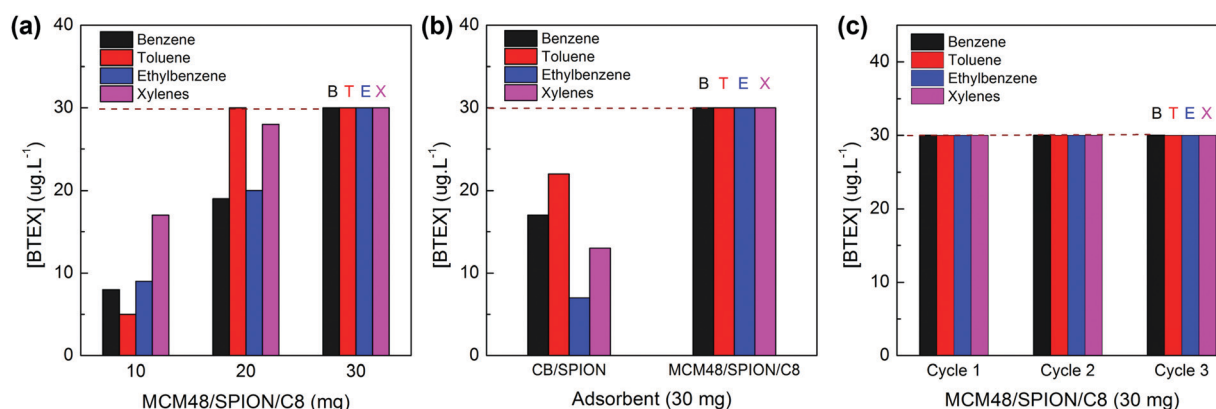 (a)
Benzene
Toluene
Ethylbenzene
Xylenes
B T E X
40
30
20
10
0
[BTEX] (ug.L⁻¹)
10 20 30
MCM48/SPION/C8 (mg)
(b)
Benzene
Toluene
Ethylbenzene
Xylenes
B T E X
40
30
20
10
0
[BTEX] (ug.L⁻¹)
CB/SPION MCM48/SPION/C8
Adsorbent (30 mg)
(c)
Benzene
Toluene
Ethylbenzene
Xylenes
B T E X
40
30
20
10
0
[BTEX] (ug.L⁻¹)
Cycle 1 Cycle 2 Cycle 3
MCM48/SPION/C8 (30 mg)